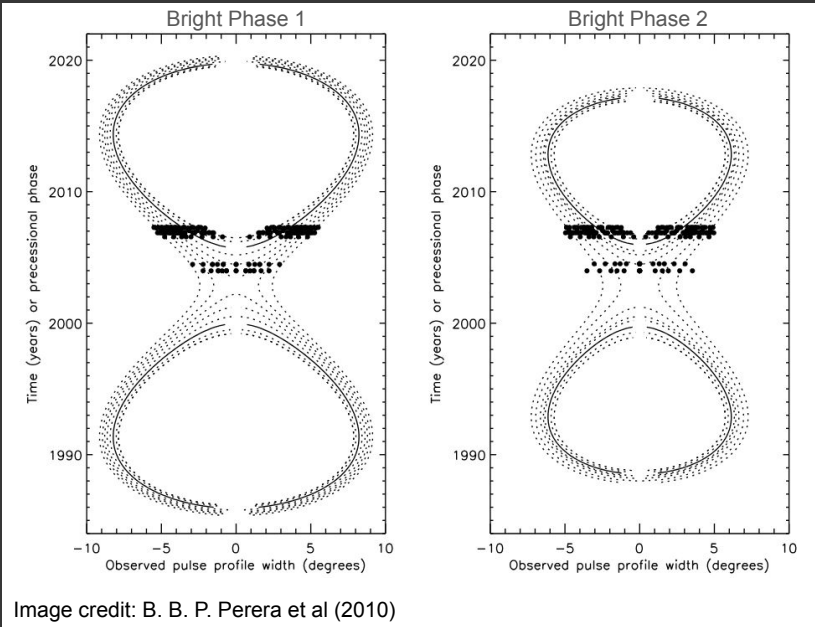 Bright Phase 1
Bright Phase 2
2020
2010
2000
1990
Time (years) or precessional phase
-10
-5
0
5
10
Observed pulse profile width (degrees)
2020
2010
2000
1990
Time (years) or precessional phase
-10
-5
0
5
10
Observed pulse profile width (degrees)
Image credit: B. B. P. Perera et al (2010)